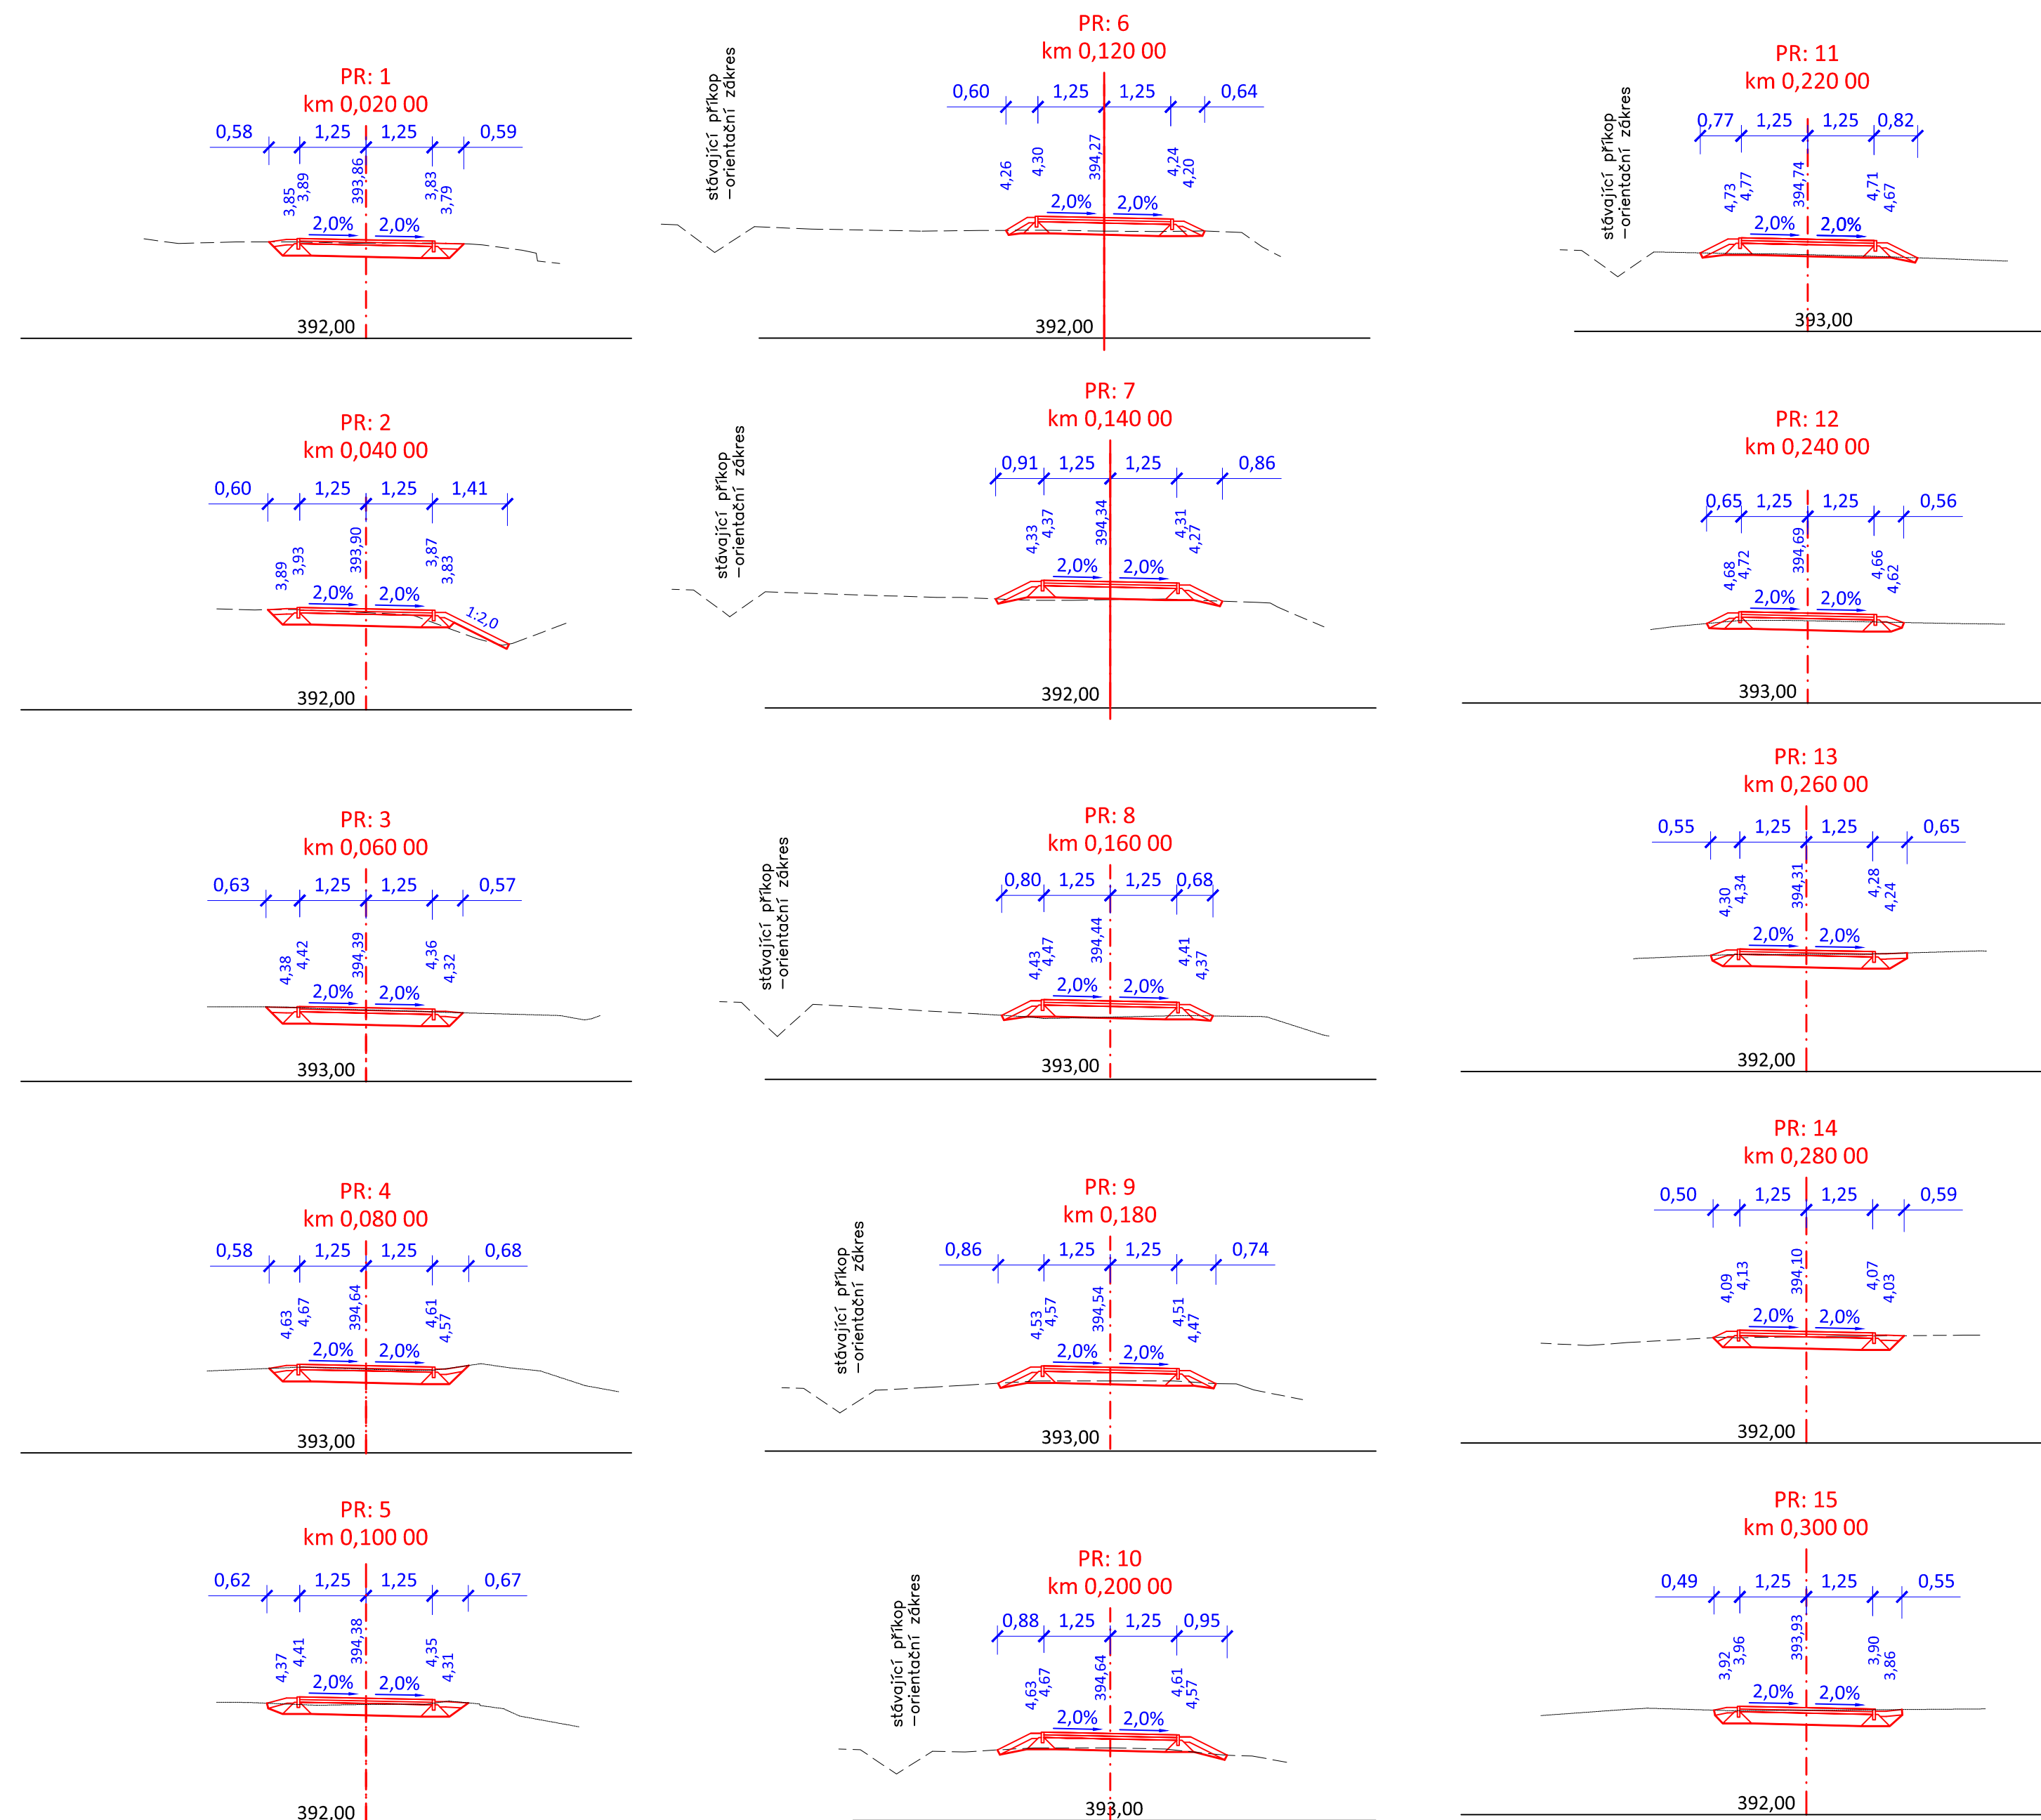 PR: 1
km 0,020 00
0,58 1,25 1,25 0,59
3,85 3,89 393,86 3,83 3,79
2,0% 2,0%
392,00
PR: 2
km 0,040 00
0,60 1,25 1,25 1,41
3,89 3,93 393,90 3,87 3,83
2,0% 2,0% 1:2,0
392,00
PR: 3
km 0,060 00
0,63 1,25 1,25 0,57
4,38 4,42 394,39 4,36 4,32
2,0% 2,0%
393,00
PR: 4
km 0,080 00
0,58 1,25 1,25 0,68
4,63 4,67 394,64 4,61 4,57
2,0% 2,0%
393,00
PR: 5
km 0,100 00
0,62 1,25 1,25 0,67
4,37 4,41 394,38 4,35 4,31
2,0% 2,0%
392,00
PR: 6
km 0,120 00
stávající příkop
-orientační zákres
0,60 1,25 1,25 0,64
4,26 4,30 394,27 4,24 4,20
2,0% 2,0%
392,00
PR: 7
km 0,140 00
stávající příkop
-orientační zákres
0,91 1,25 1,25 0,86
4,33 4,37 394,34 4,31 4,27
2,0% 2,0%
392,00
PR: 8
km 0,160 00
stávající příkop
-orientační zákres
0,80 1,25 1,25 0,68
4,43 4,47 394,44 4,41 4,37
2,0% 2,0%
393,00
PR: 9
km 0,180
stávající příkop
-orientační zákres
0,86 1,25 1,25 0,74
4,53 4,57 394,54 4,51 4,47
2,0% 2,0%
393,00
PR: 10
km 0,200 00
stávající příkop
-orientační zákres
0,88 1,25 1,25 0,95
4,63 4,67 394,64 4,61 4,57
2,0% 2,0%
393,00
PR: 11
km 0,220 00
stávající příkop
-orientační zákres
0,77 1,25 1,25 0,82
4,73 4,77 394,74 4,71 4,67
2,0% 2,0%
393,00
PR: 12
km 0,240 00
0,65 1,25 1,25 0,56
4,68 4,72 394,69 4,66 4,62
2,0% 2,0%
393,00
PR: 13
km 0,260 00
0,55 1,25 1,25 0,65
4,30 4,34 394,31 4,28 4,24
2,0% 2,0%
392,00
PR: 14
km 0,280 00
0,50 1,25 1,25 0,59
4,09 4,13 394,10 4,07 4,03
2,0% 2,0%
392,00
PR: 15
km 0,300 00
0,49 1,25 1,25 0,55
3,92 3,96 393,93 3,90 3,86
2,0% 2,0%
392,00